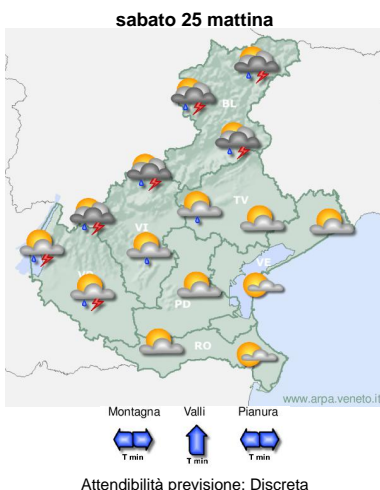 sabato 25 mattina
BL
TV
VI
VE
VR
PD
RO
www.arpa.veneto.it
Montagna Valli Pianura
T min T min T min
Attendibilità previsione: Discreta